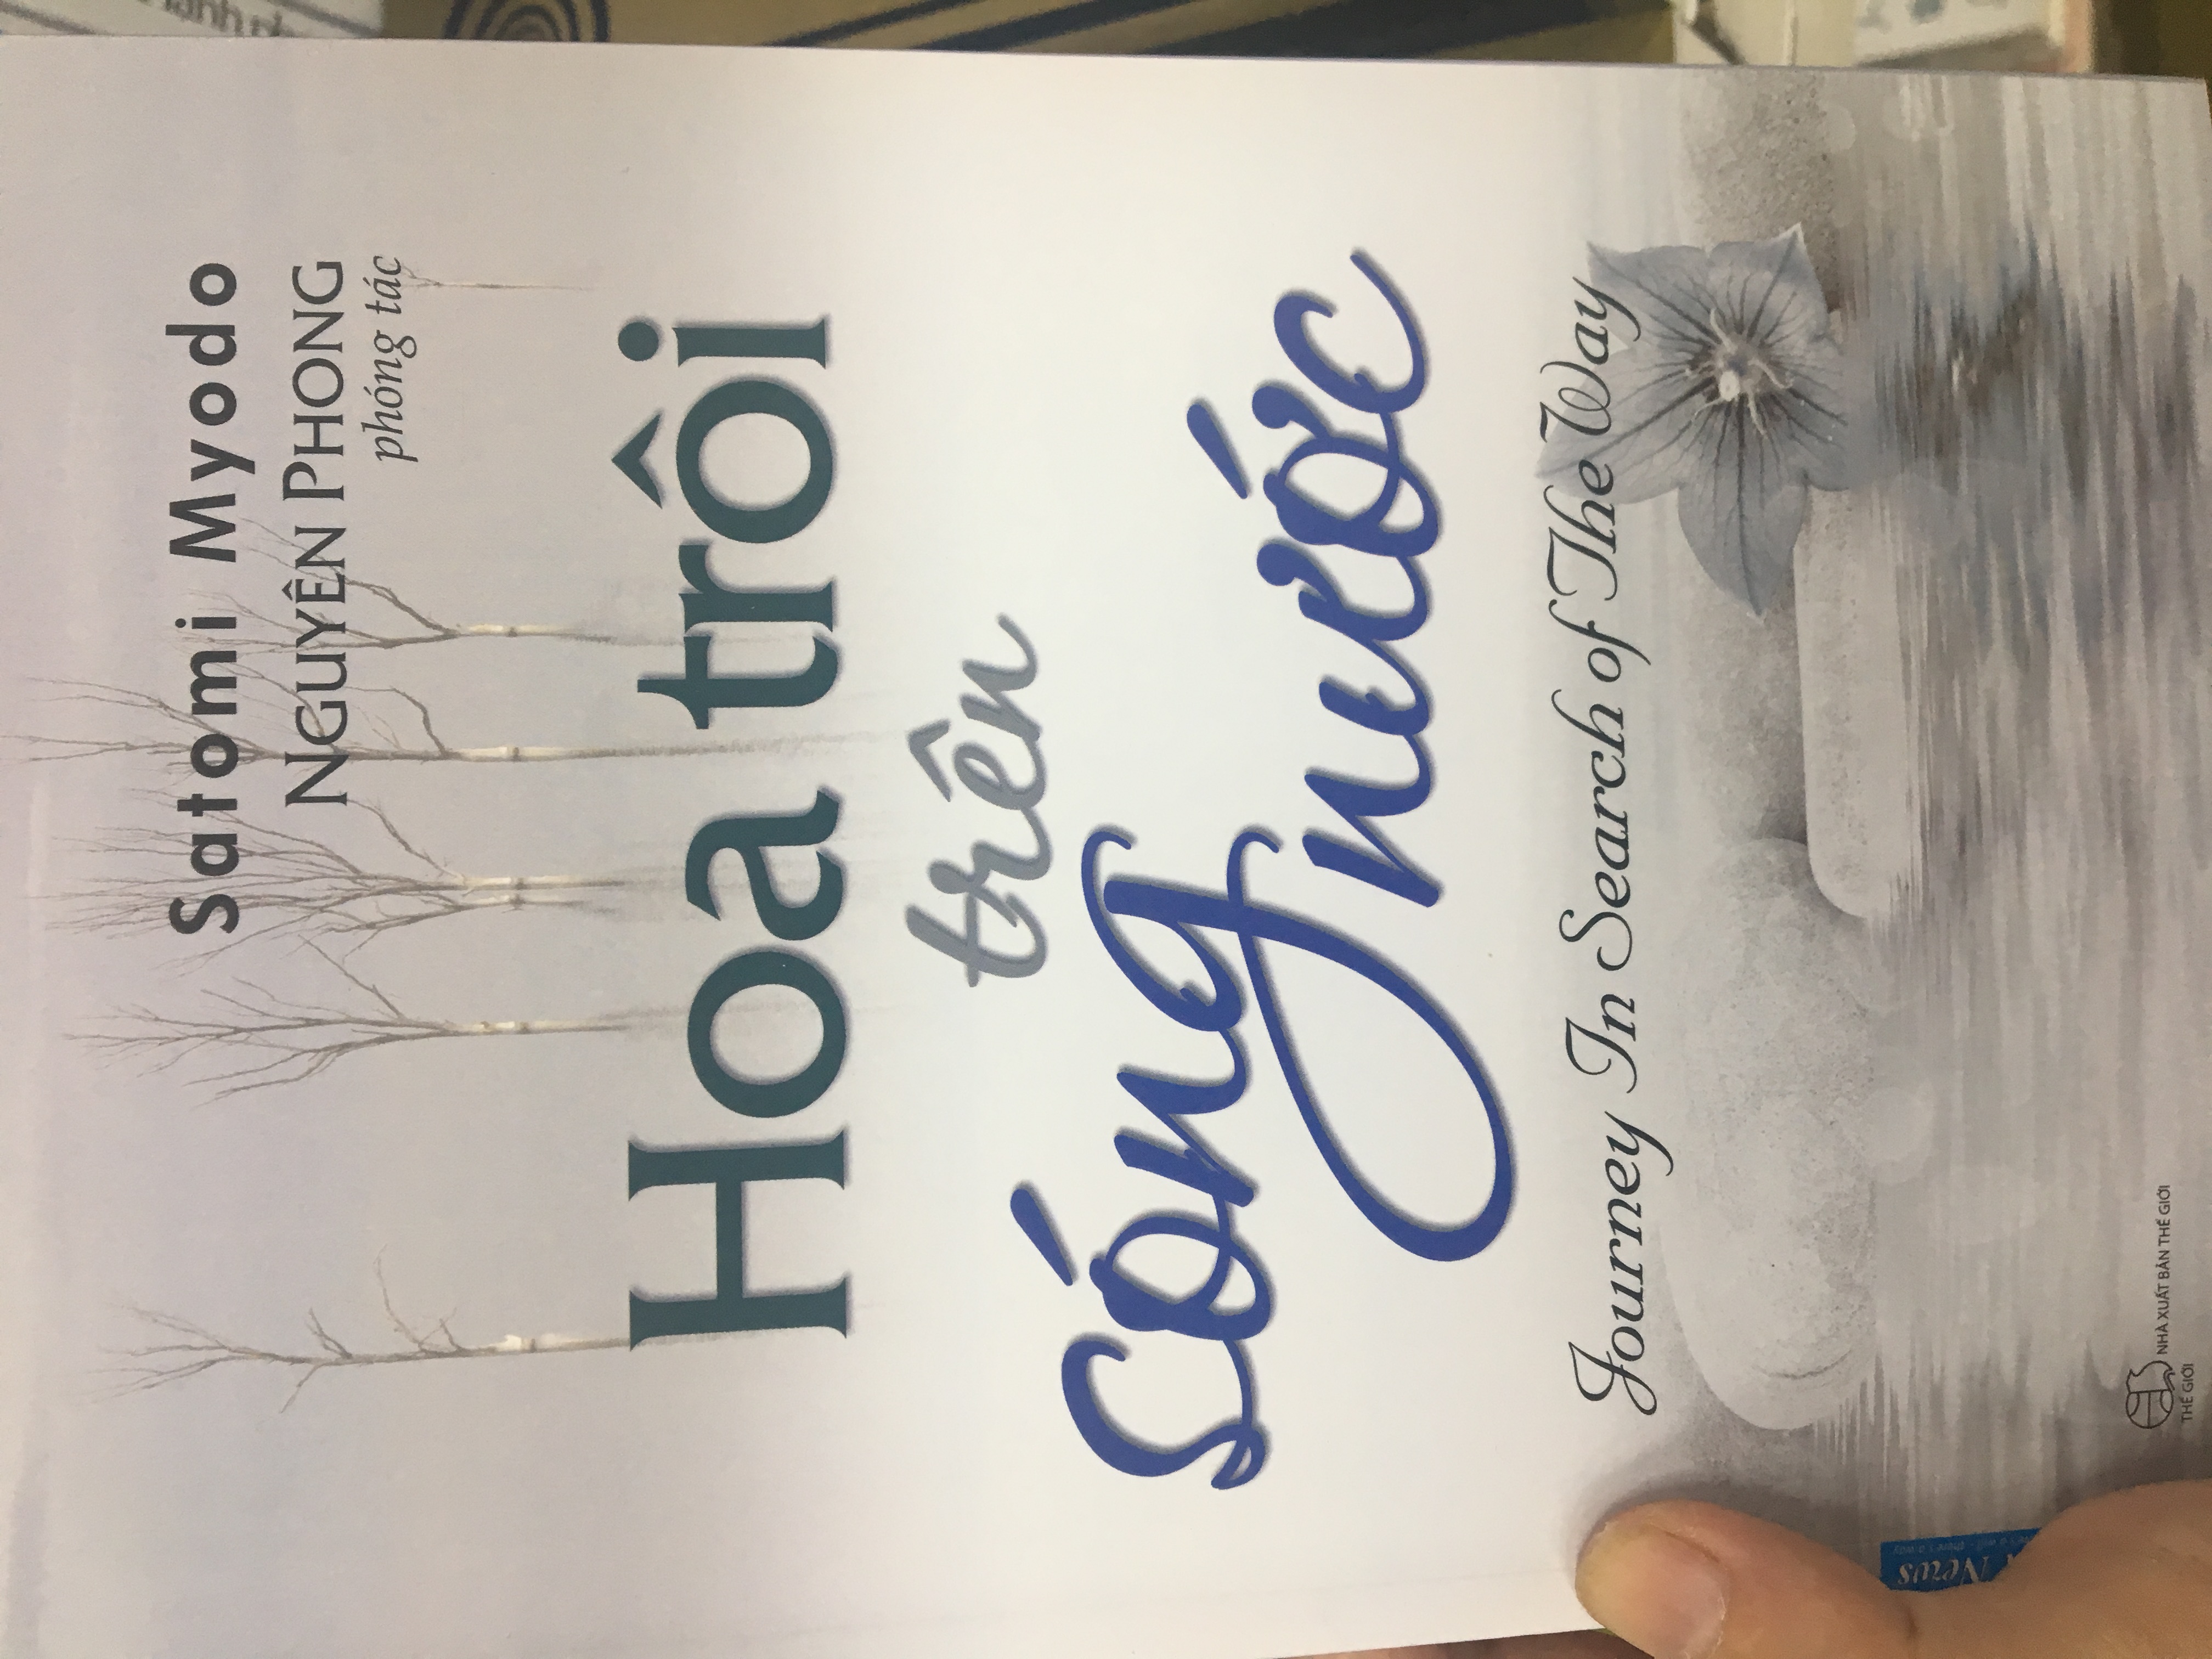 Satomi Myodo
NGUYÊN PHONG
phóng tác
Hoa trôi
trên
sóng
nước
Journey In Search of The Way
News
NHÀ XUẤT BẢN THẾ GIỚI
THẾ GIỚI